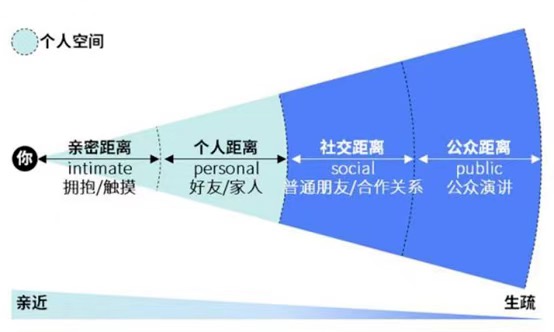 个人空间
你
亲密距离
intimate
拥抱/触摸
个人距离
personal
好友/家人
社交距离
social
普通朋友/合作关系
公众距离
public
公众演讲
亲近
生疏